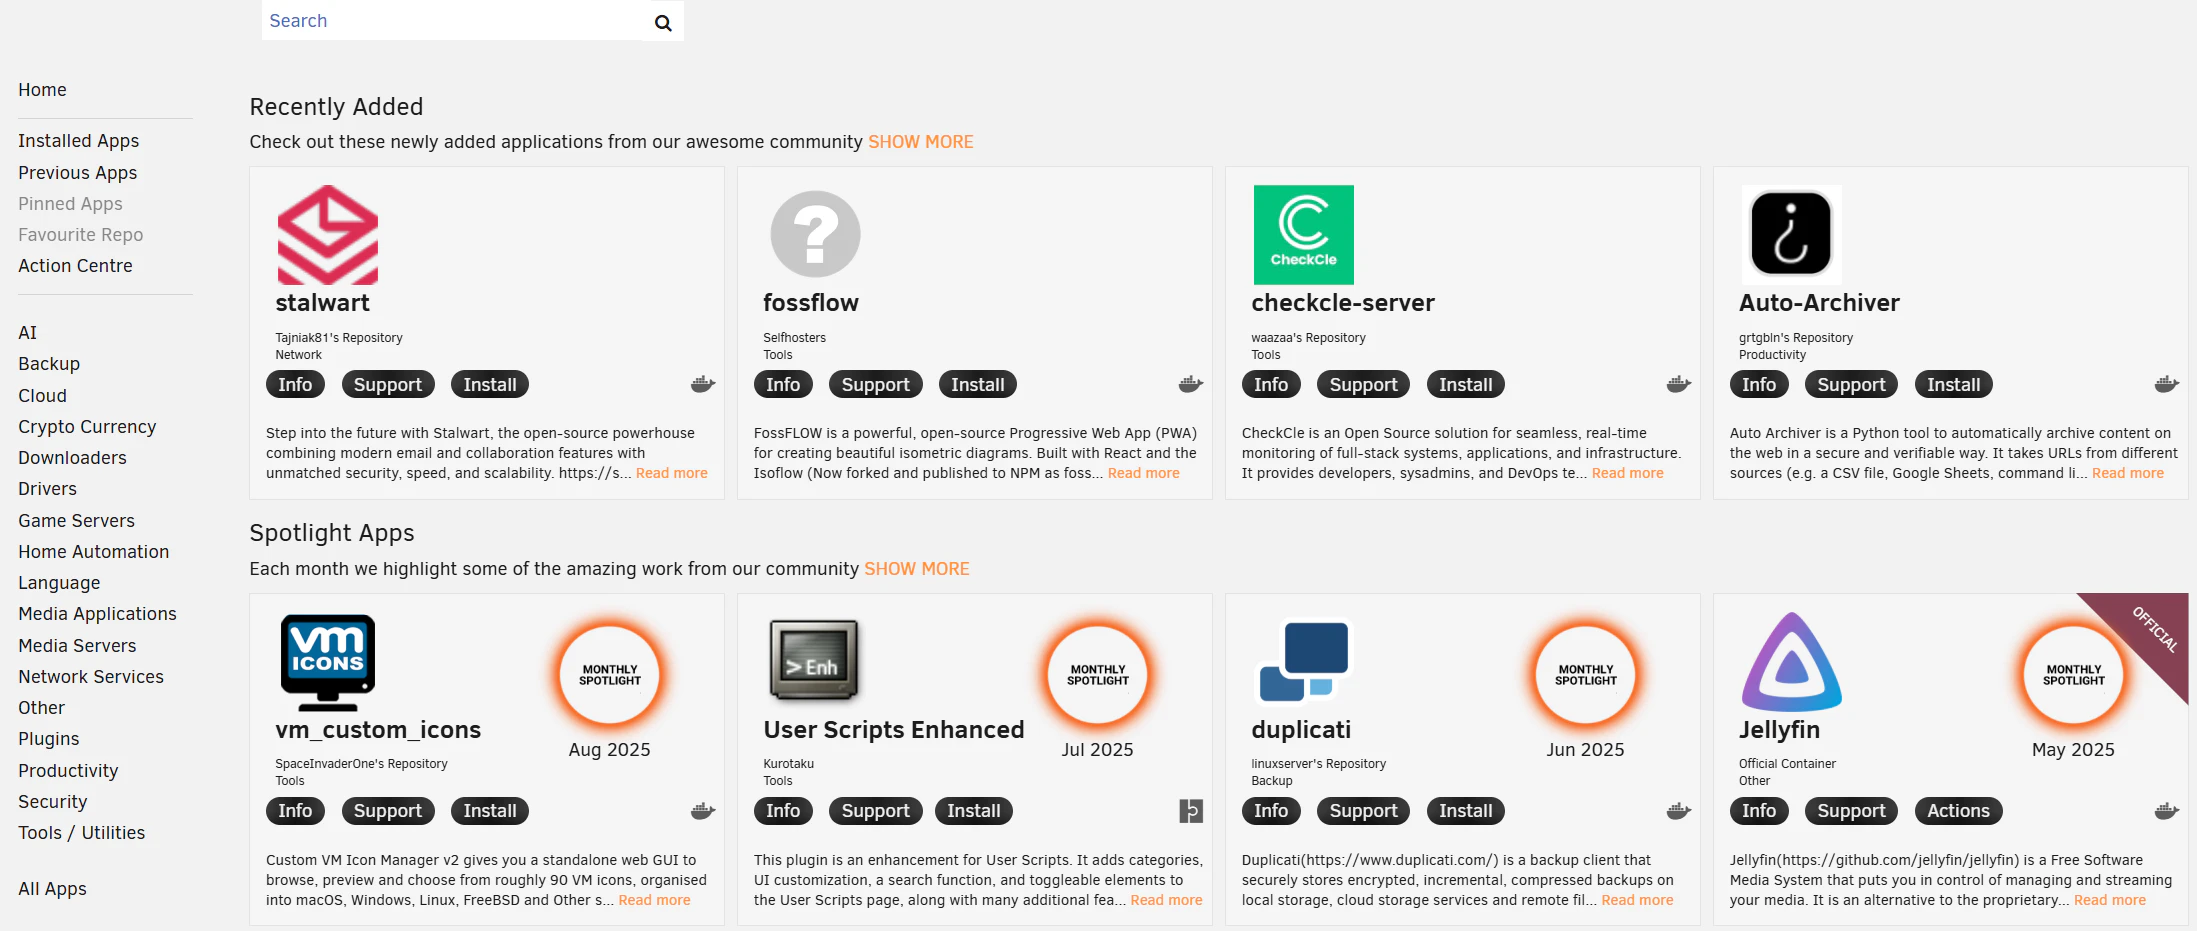 Search
Home
Installed Apps
Previous Apps
Pinned Apps
Favourite Repo
Action Centre
AI
Backup
Cloud
Crypto Currency
Downloaders
Drivers
Game Servers
Home Automation
Language
Media Applications
Media Servers
Network Services
Other
Plugins
Productivity
Security
Tools / Utilities
All Apps
Recently Added
Check out these newly added applications from our awesome community SHOW MORE
stalwart
Tajniak81's Repository
Network
Info Support Install
Step into the future with Stalwart, the open-source powerhouse
combining modern email and collaboration features with
unmatched security, speed, and scalability. https://s... Read more
?
fossflow
Selfhosters
Tools
Info Support Install
FossFLOW is a powerful, open-source Progressive Web App (PWA)
for creating beautiful isometric diagrams. Built with React and the
Isoflow (Now forked and published to NPM as foss... Read more
CheckCle
checkcle-server
waazaa's Repository
Tools
Info Support Install
CheckCle is an Open Source solution for seamless, real-time
monitoring of full-stack systems, applications, and infrastructure.
It provides developers, sysadmins, and DevOps te... Read more
Auto-Archiver
grtgbln's Repository
Productivity
Info Support Install
Auto Archiver is a Python tool to automatically archive content on
the web in a secure and verifiable way. It takes URLs from different
sources (e.g. a CSV file, Google Sheets, command li... Read more
Spotlight Apps
Each month we highlight some of the amazing work from our community SHOW MORE
vm
ICONS
MONTHLY
SPOTLIGHT
vm_custom_icons
Aug 2025
SpaceInvaderOne's Repository
Tools
Info Support Install
Custom VM Icon Manager v2 gives you a standalone web GUI to
browse, preview and choose from roughly 90 VM icons, organised
into macOS, Windows, Linux, FreeBSD and Other s... Read more
> Enh
MONTHLY
SPOTLIGHT
User Scripts Enhanced
Jul 2025
Kurotaku
Tools
Info Support Install
This plugin is an enhancement for User Scripts. It adds categories,
UI customization, a search function, and toggleable elements to
the User Scripts page, along with many additional fea... Read more
MONTHLY
SPOTLIGHT
duplicati
Jun 2025
linuxserver's Repository
Backup
Info Support Install
Duplicati(https://www.duplicati.com/) is a backup client that
securely stores encrypted, incremental, compressed backups on
local storage, cloud storage services and remote fil... Read more
OFFICIAL
MONTHLY
SPOTLIGHT
Jellyfin
May 2025
Official Container
Other
Info Support Actions
Jellyfin(https://github.com/jellyfin/jellyfin) is a Free Software
Media System that puts you in control of managing and streaming
your media. It is an alternative to the proprietary... Read more